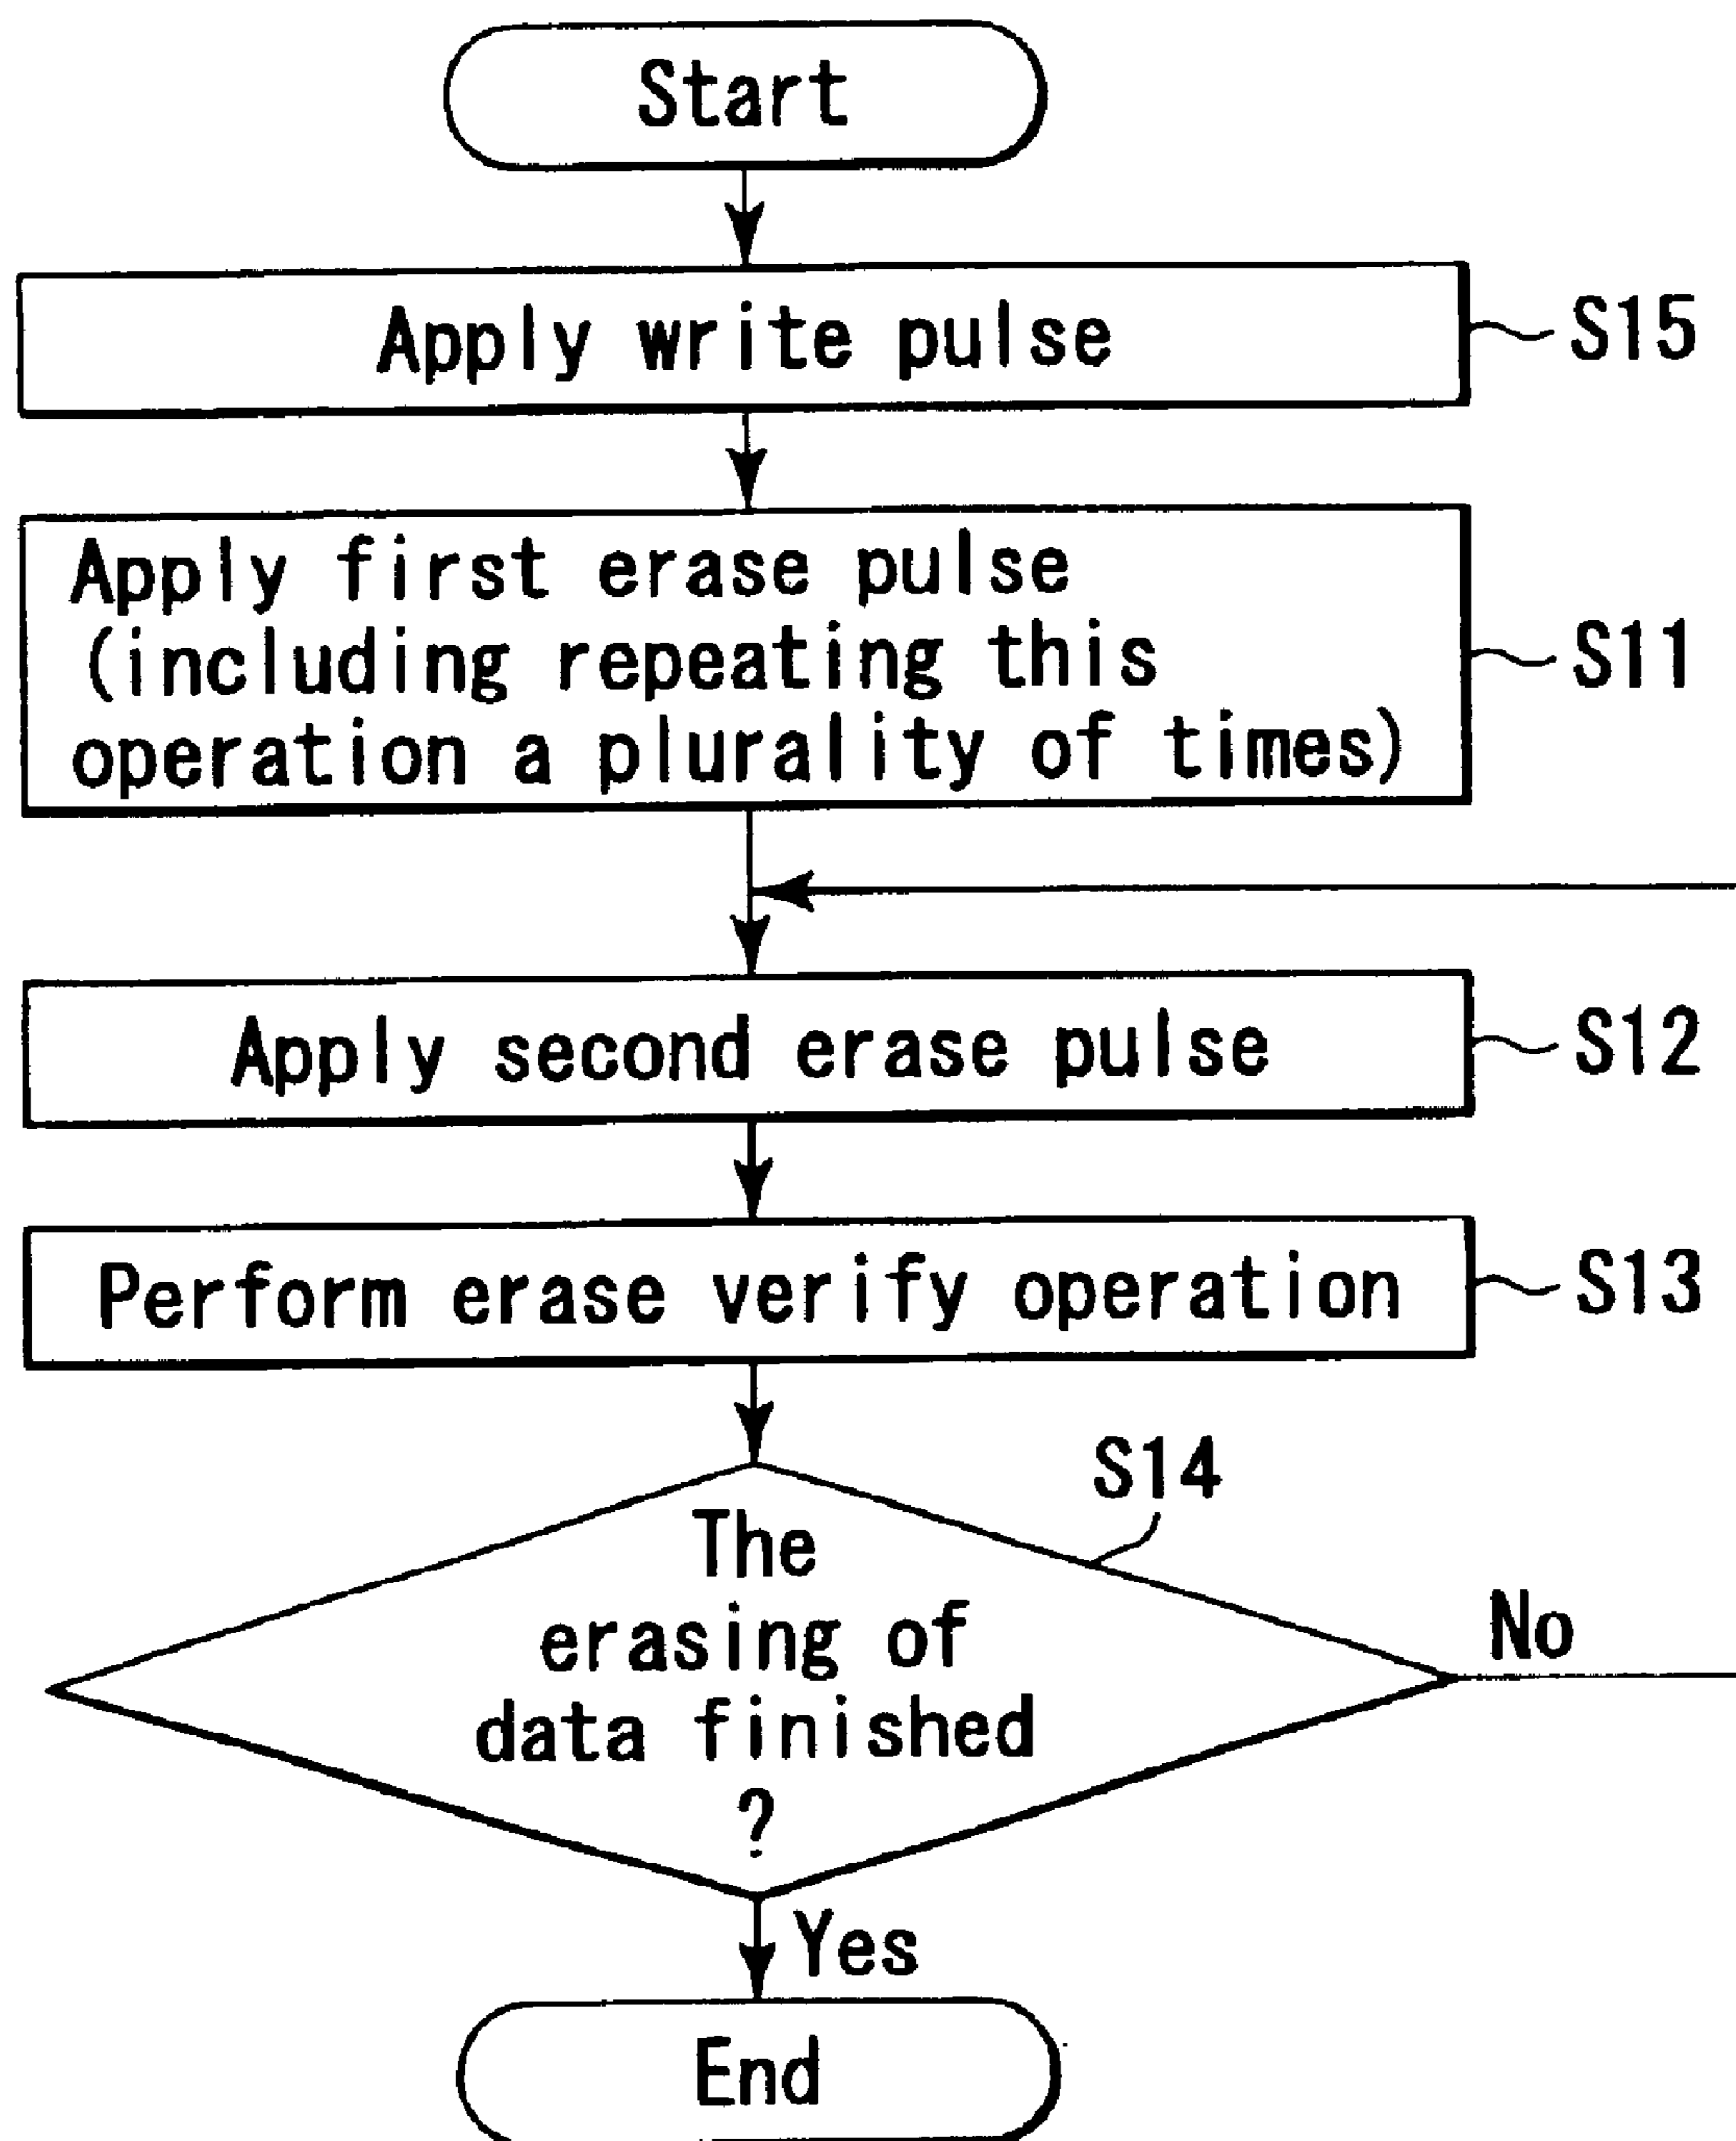 Start
Apply write pulse
S15
Apply first erase pulse
(including repeating this
operation a plurality of times)
S11
Apply second erase pulse
S12
Perform erase verify operation
S13
S14
The
erasing of
data finished
?
No
Yes
End